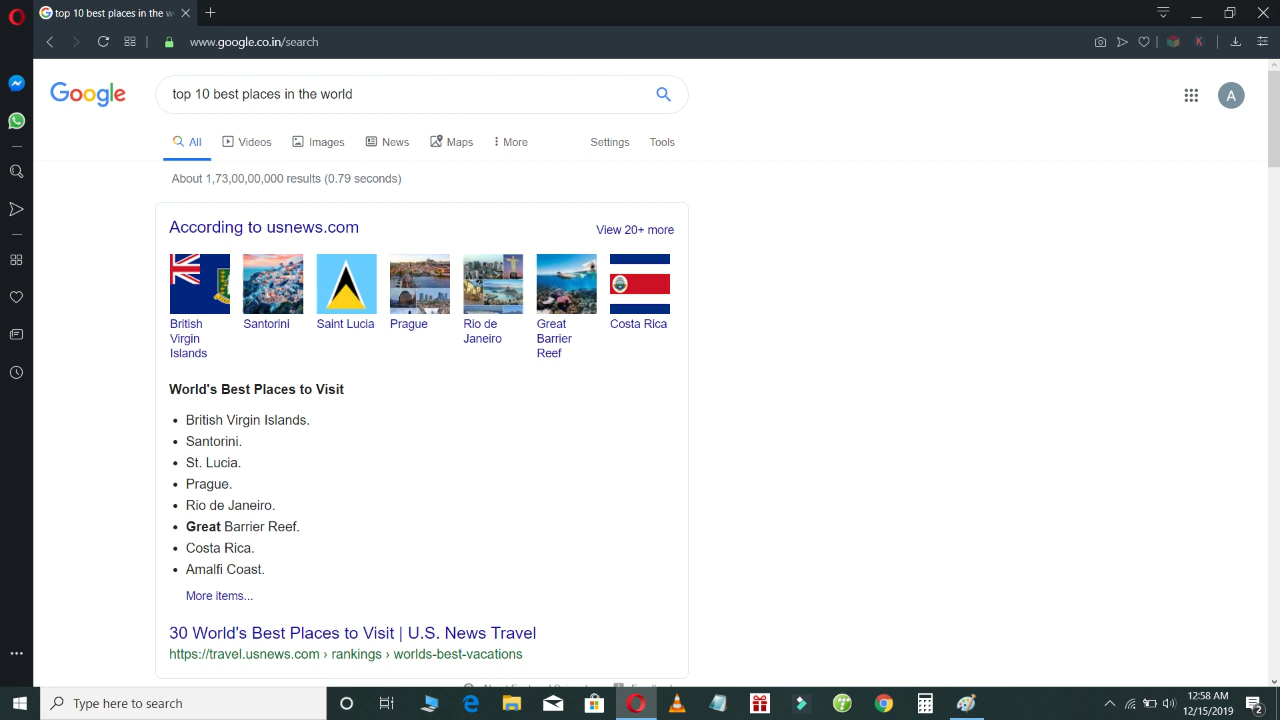 top 10 best places in the w
www.google.co.in/search
Google
top 10 best places in the world
A
All
Videos
Images
News
Maps
More
Settings
Tools
About 1,73,00,00,000 results (0.79 seconds)
According to usnews.com
View 20+ more
British Virgin Islands
Santorini
Saint Lucia
Prague
Rio de Janeiro
Great Barrier Reef
Costa Rica
World's Best Places to Visit
• British Virgin Islands.
• Santorini.
• St. Lucia.
• Prague.
• Rio de Janeiro.
• Great Barrier Reef.
• Costa Rica.
• Amalfi Coast.
More items...
30 World's Best Places to Visit | U.S. News Travel
https://travel.usnews.com › rankings › worlds-best-vacations
Type here to search
12:58 AM
12/15/2019
2